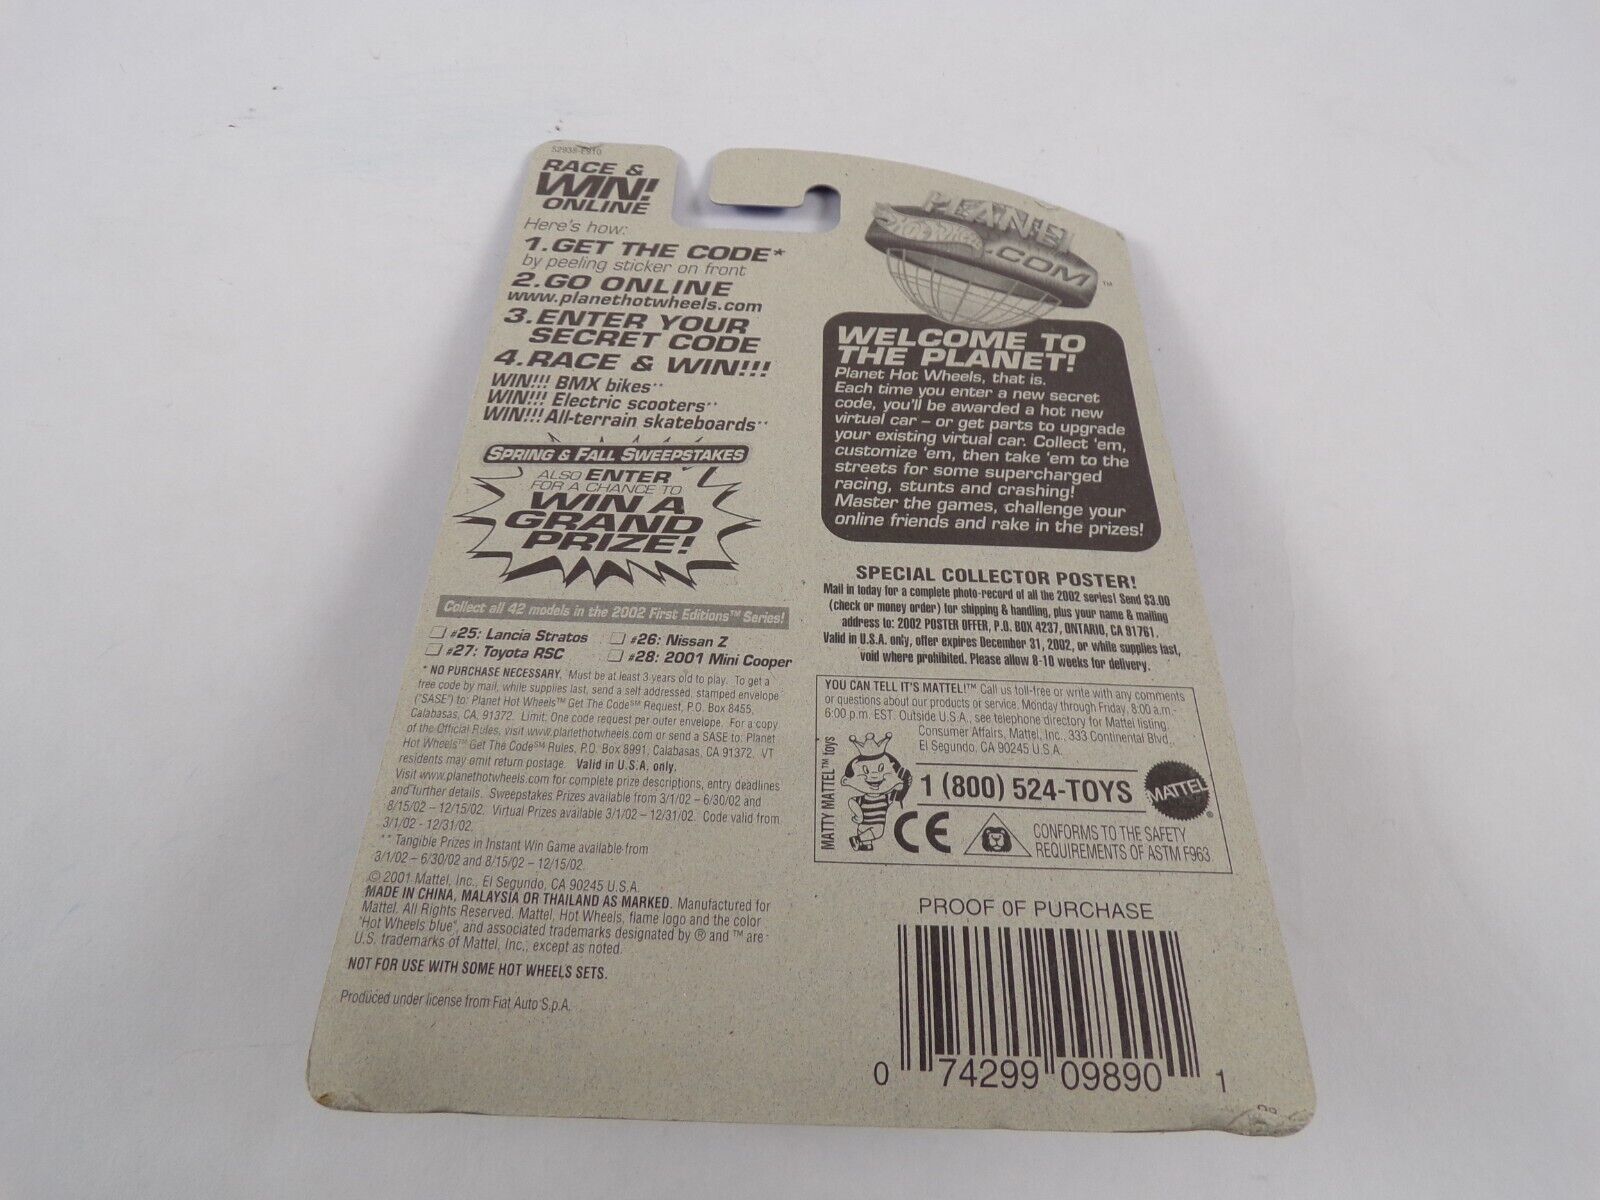 52938-E910
RACE &
WIN!
ONLINE
Here's how:
1.GET THE CODE*
by peeling sticker on front
2.GO ONLINE
www.planethotwheels.com
3.ENTER YOUR
SECRET CODE
4.RACE & WIN!!!
WIN!!! BMX bikes**
WIN!!! Electric scooters**
WIN!!! All-terrain skateboards**
SPRING & FALL SWEEPSTAKES
ALSO ENTER
FOR A CHANCE TO
WIN A
GRAND
PRIZE!
Collect all 42 models in the 2002 First Editions™ Series!
#25: Lancia Stratos #26: Nissan Z
#27: Toyota RSC #28: 2001 Mini Cooper
* NO PURCHASE NECESSARY. Must be at least 3 years old to play. To get a
free code by mail, while supplies last, send a self addressed, stamped envelope
("SASE") to: Planet Hot Wheels™ Get The Code℠ Request, P.O. Box 8455,
Calabasas, CA, 91372. Limit: One code request per outer envelope. For a copy
of the Official Rules, visit www.planethotwheels.com or send a SASE to: Planet
Hot Wheels™ Get The Code℠ Rules, P.O. Box 8991, Calabasas, CA 91372. VT
residents may omit return postage. Valid in U.S.A. only.
Visit www.planethotwheels.com for complete prize descriptions, entry deadlines
and further details. Sweepstakes Prizes available from 3/1/02 – 6/30/02 and
8/15/02 – 12/15/02. Virtual Prizes available 3/1/02 – 12/31/02. Code valid from
3/1/02 - 12/31/02.
** Tangible Prizes in Instant Win Game available from
3/1/02 – 6/30/02 and 8/15/02 – 12/15/02.
© 2001 Mattel, Inc., El Segundo, CA 90245 U.S.A.
MADE IN CHINA, MALAYSIA OR THAILAND AS MARKED. Manufactured for
Mattel. All Rights Reserved. Mattel, Hot Wheels, flame logo and the color
"Hot Wheels blue", and associated trademarks designated by ® and ™ are
U.S. trademarks of Mattel, Inc., except as noted.
NOT FOR USE WITH SOME HOT WHEELS SETS.
Produced under license from Fiat Auto S.p.A.
PLANET
Hot Wheels
.COM™
WELCOME TO
THE PLANET!
Planet Hot Wheels, that is.
Each time you enter a new secret
code, you'll be awarded a hot new
virtual car – or get parts to upgrade
your existing virtual car. Collect 'em,
customize 'em, then take 'em to the
streets for some supercharged
racing, stunts and crashing!
Master the games, challenge your
online friends and rake in the prizes!
SPECIAL COLLECTOR POSTER!
Mail in today for a complete photo-record of all the 2002 series! Send $3.00
(check or money order) for shipping & handling, plus your name & mailing
address to: 2002 POSTER OFFER, P.O. BOX 4237, ONTARIO, CA 91761.
Valid in U.S.A. only, offer expires December 31, 2002, or while supplies last,
void where prohibited. Please allow 8-10 weeks for delivery.
YOU CAN TELL IT'S MATTEL!™ Call us toll-free or write with any comments
or questions about our products or service. Monday through Friday, 8:00 a.m.-
6:00 p.m. EST. Outside U.S.A., see telephone directory for Mattel listing.
Consumer Affairs, Mattel, Inc., 333 Continental Blvd.,
El Segundo, CA 90245 U.S.A.
MATTY MATTEL™ toys
1 (800) 524-TOYS
MATTEL®
CE
CONFORMS TO THE SAFETY
REQUIREMENTS OF ASTM F963.
PROOF OF PURCHASE
0 74299 09890 1